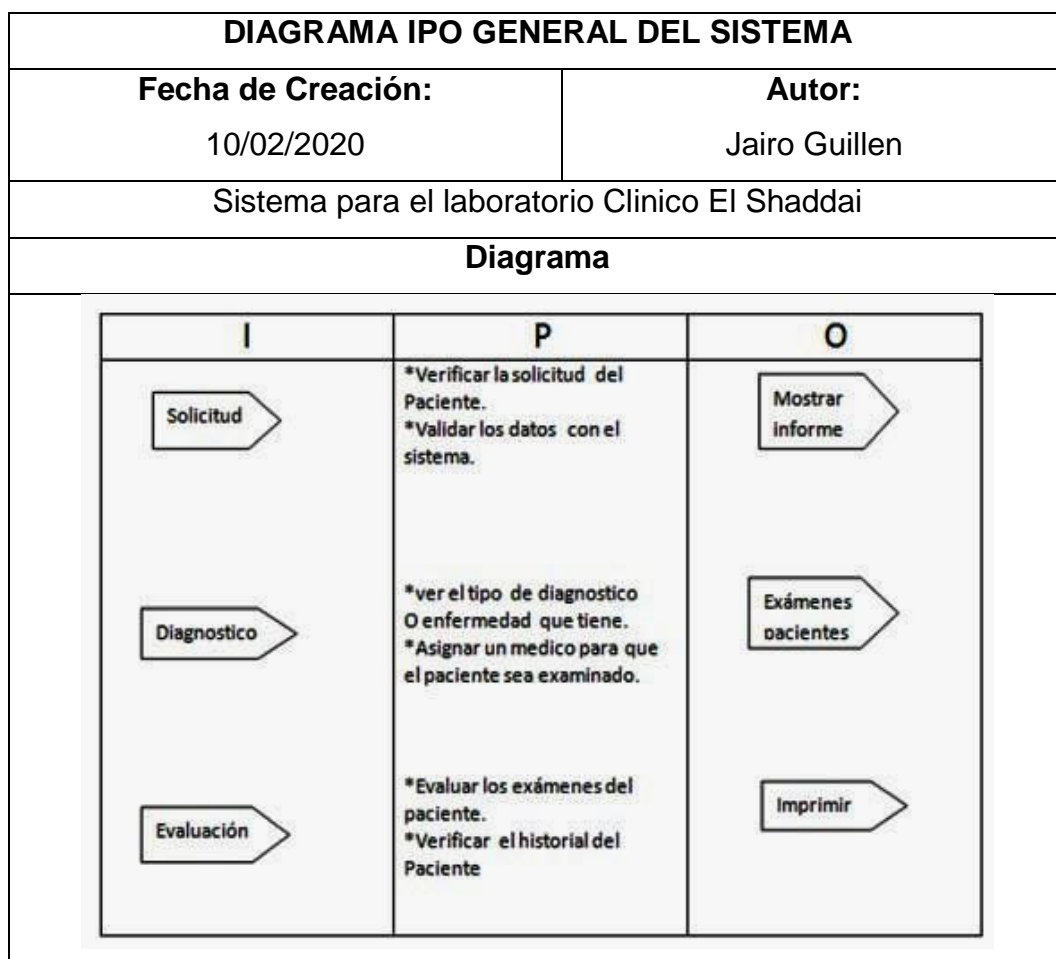 DIAGRAMA IPO GENERAL DEL SISTEMA
Fecha de Creación:
10/02/2020
Autor:
Jairo Guillen
Sistema para el laboratorio Clinico El Shaddai
Diagrama
I
P
O
Solicitud
*Verificar la solicitud del
Paciente.
*Validar los datos con el
sistema.
Mostrar
informe
Diagnostico
*ver el tipo de diagnostico
O enfermedad que tiene.
*Asignar un medico para que
el paciente sea examinado.
Exámenes
pacientes
Evaluación
*Evaluar los exámenes del
paciente.
*Verificar el historial del
Paciente
Imprimir